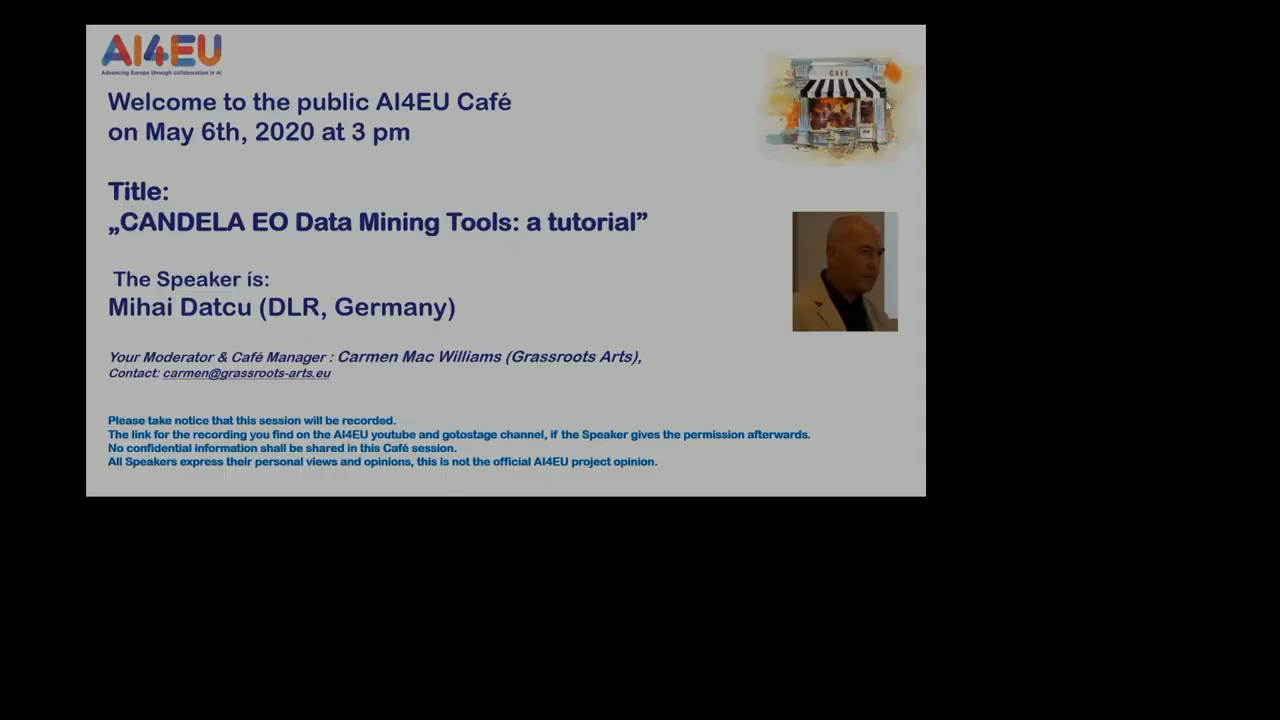 AI4EU
Advancing Europe through collaboration in AI
CAFE
Welcome to the public AI4EU Café
on May 6th, 2020 at 3 pm
Title:
„CANDELA EO Data Mining Tools: a tutorial”
The Speaker ís:
Mihai Datcu (DLR, Germany)
Your Moderator & Café Manager : Carmen Mac Williams (Grassroots Arts),
Contact: carmen@grassroots-arts.eu
Please take notice that this session will be recorded.
The link for the recording you find on the AI4EU youtube and gotostage channel, if the Speaker gives the permission afterwards.
No confidential information shall be shared in this Café session.
All Speakers express their personal views and opinions, this is not the official AI4EU project opinion.